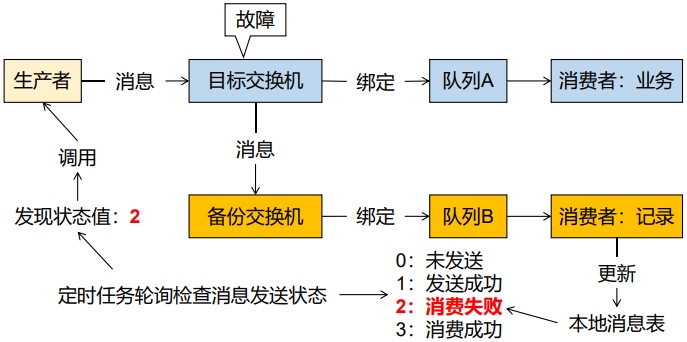 故障
生产者
消息
目标交换机
绑定
队列A
消费者：业务
调用
消息
发现状态值：2
备份交换机
绑定
队列B
消费者：记录
0：未发送
1：发送成功
2：消费失败
3：消费成功
更新
定时任务轮询检查消息发送状态
本地消息表